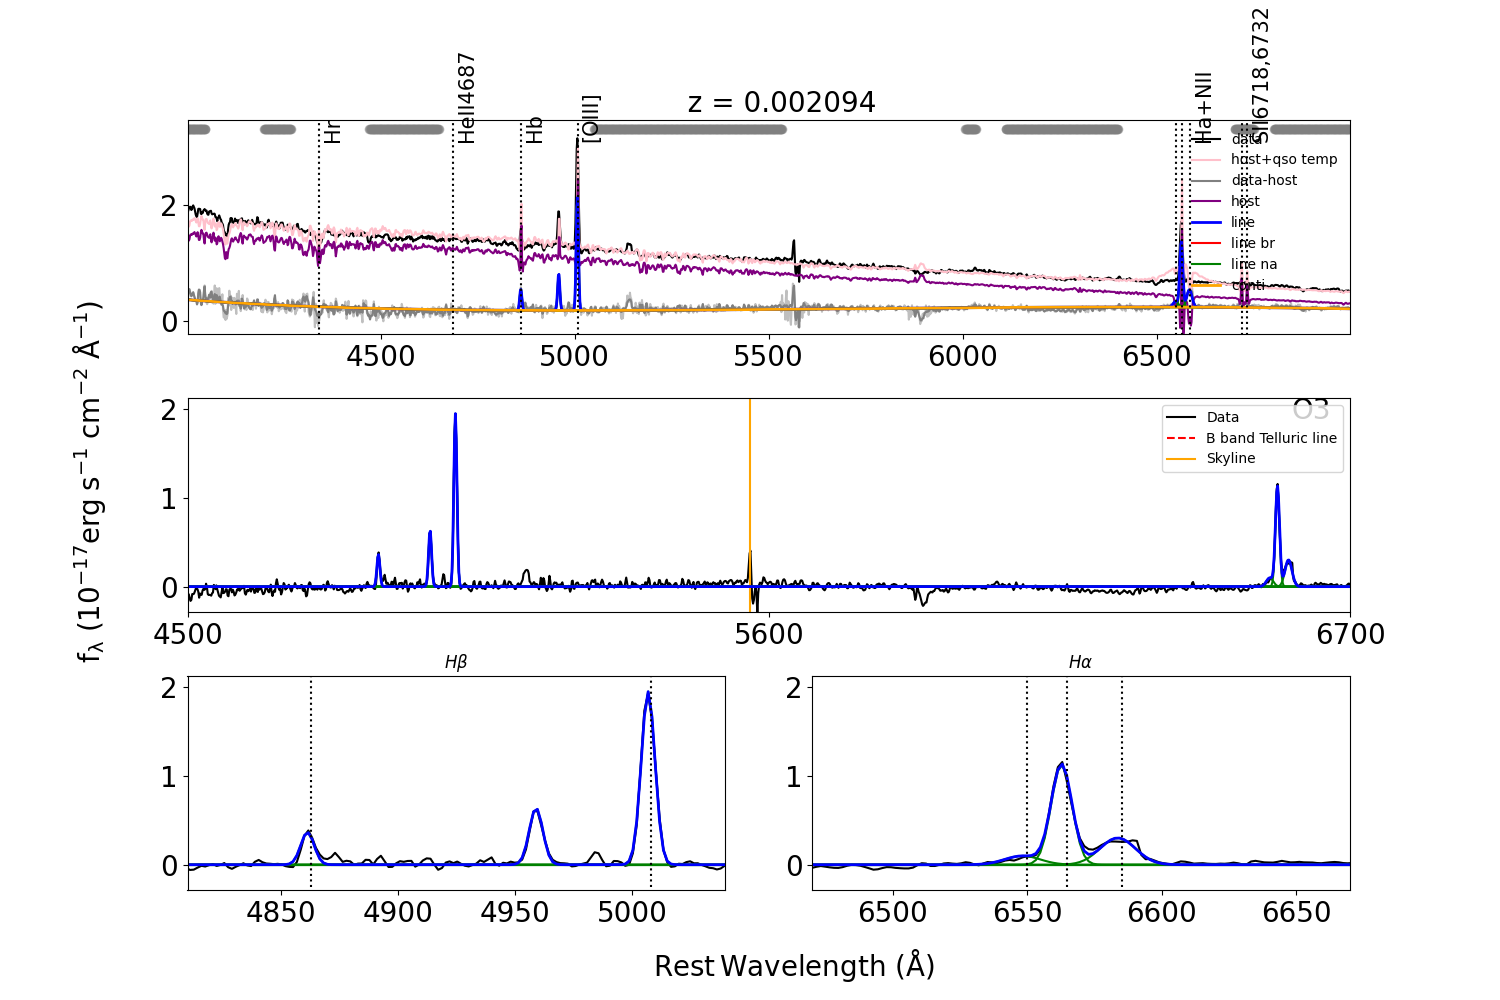 z = 0.002094
Hr
HeII4687
Hb
[OIII]
Ha+NII
SII6718,6732
data
host+qso temp
data-host
host
line
line br
line na
conti
2
0
4500
5000
5500
6000
6500
O3
Data
B band Telluric line
Skyline
2
1
0
4500
5600
6700
fλ (10⁻¹⁷erg s⁻¹ cm⁻² Å⁻¹)
Hβ
2
1
0
4850
4900
4950
5000
Hα
2
1
0
6500
6550
6600
6650
Rest Wavelength (Å)